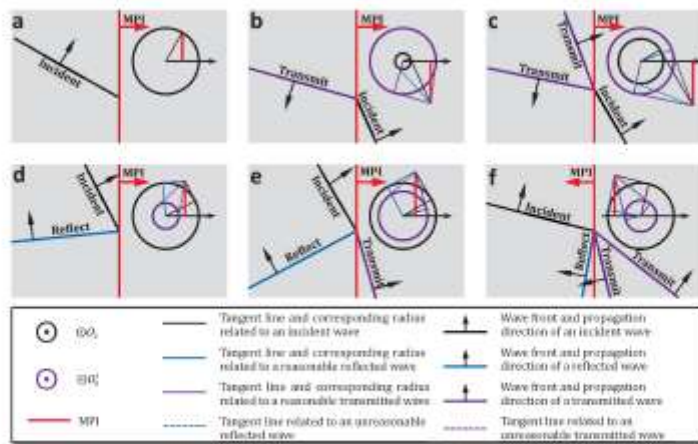 a
MPI
Incident
b
MPI
Transmit
Incident
c
MPI
Transmit
Transmit
Incident
d
MPI
Incident
Reflect
e
MPI
Incident
Reflect
Transmit
f
MPI
Incident
Reflect
Transmit
Transmit
Tangent line and corresponding radius
related to an incident wave
Wave front and propagation
direction of an incident wave
Tangent line and corresponding radius
related to a reasonable reflected wave
Wave front and propagation
direction of a reflected wave
Tangent line and corresponding radius
related to a reasonable transmitted wave
Wave front and propagation
direction of a transmitted wave
MPI
Tangent line related to an unreasonable
reflected wave
Tangent line related to an
unreasonable transmitted wave